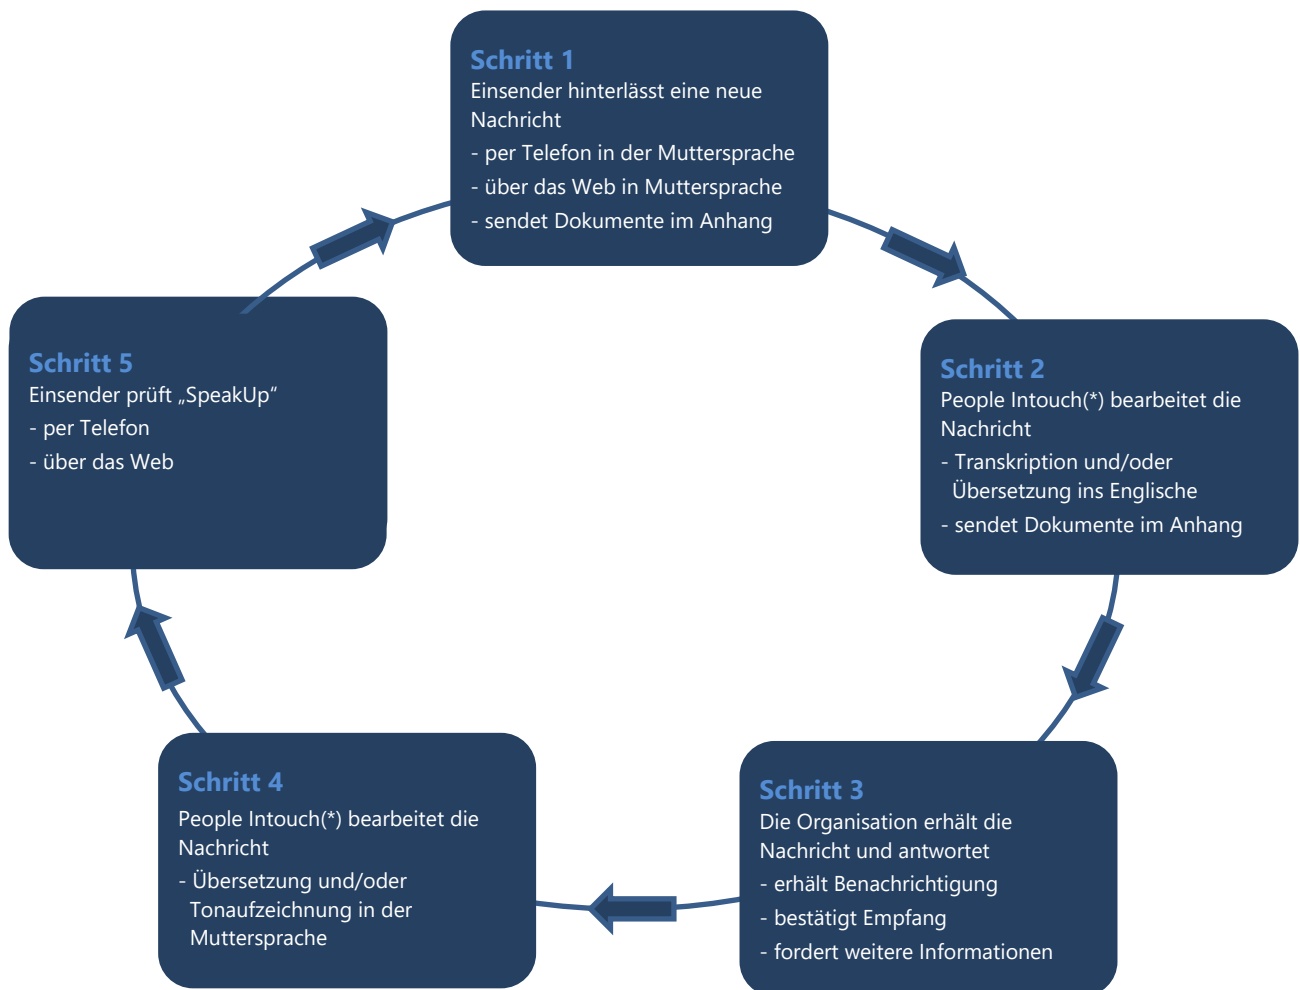 Schritt 1
Einsender hinterlässt eine neue
Nachricht
- per Telefon in der Muttersprache
- über das Web in Muttersprache
- sendet Dokumente im Anhang
Schritt 2
People Intouch(*) bearbeitet die
Nachricht
- Transkription und/oder
Übersetzung ins Englische
- sendet Dokumente im Anhang
Schritt 3
Die Organisation erhält die
Nachricht und antwortet
- erhält Benachrichtigung
- bestätigt Empfang
- fordert weitere Informationen
Schritt 4
People Intouch(*) bearbeitet die
Nachricht
- Übersetzung und/oder
Tonaufzeichnung in der
Muttersprache
Schritt 5
Einsender prüft „SpeakUp“
- per Telefon
- über das Web